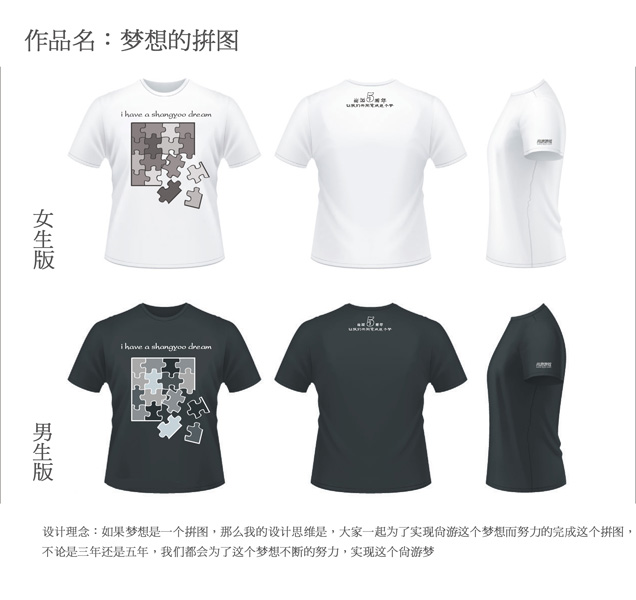 作品名：梦想的拼图
i have a shangyoo dream
女生版
i have a shangyoo dream
男生版
设计理念：如果梦想是一个拼图，那么我的设计思维是，大家一起为了实现尚游这个梦想而努力的完成这个拼图，
不论是三年还是五年，我们都会为了这个梦想不断的努力，实现这个尚游梦